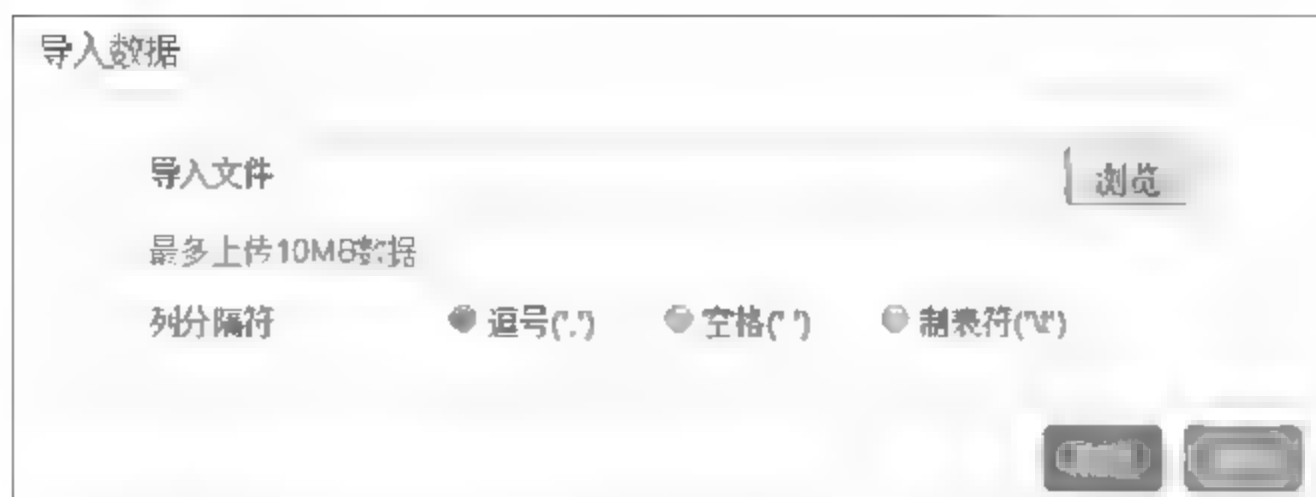 导入数据
导入文件 浏览
最多上传10MB数据
列分隔符 逗号(",") 空格(" ") 制表符("\t")